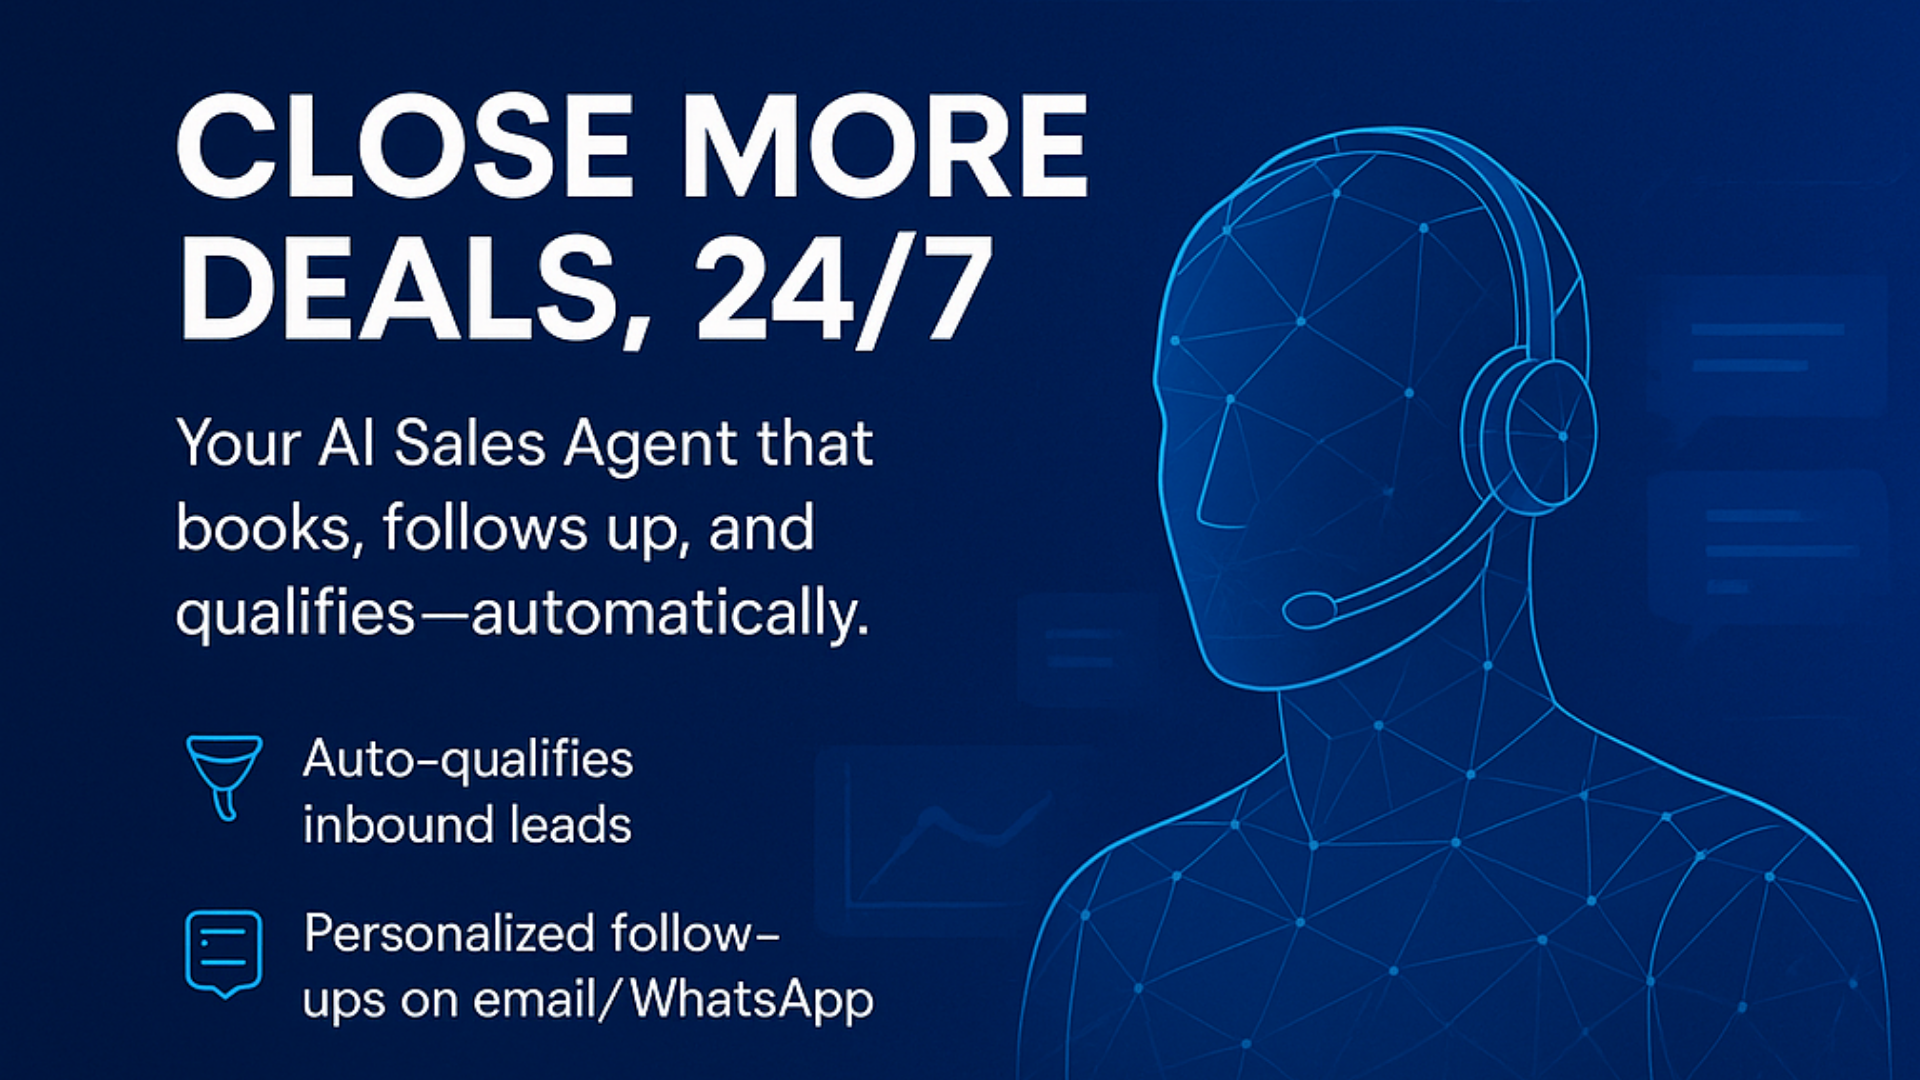 CLOSE MORE
DEALS, 24/7
Your AI Sales Agent that
books, follows up, and
qualifies—automatically.
Auto-qualifies
inbound leads
Personalized follow-
ups on email/WhatsApp